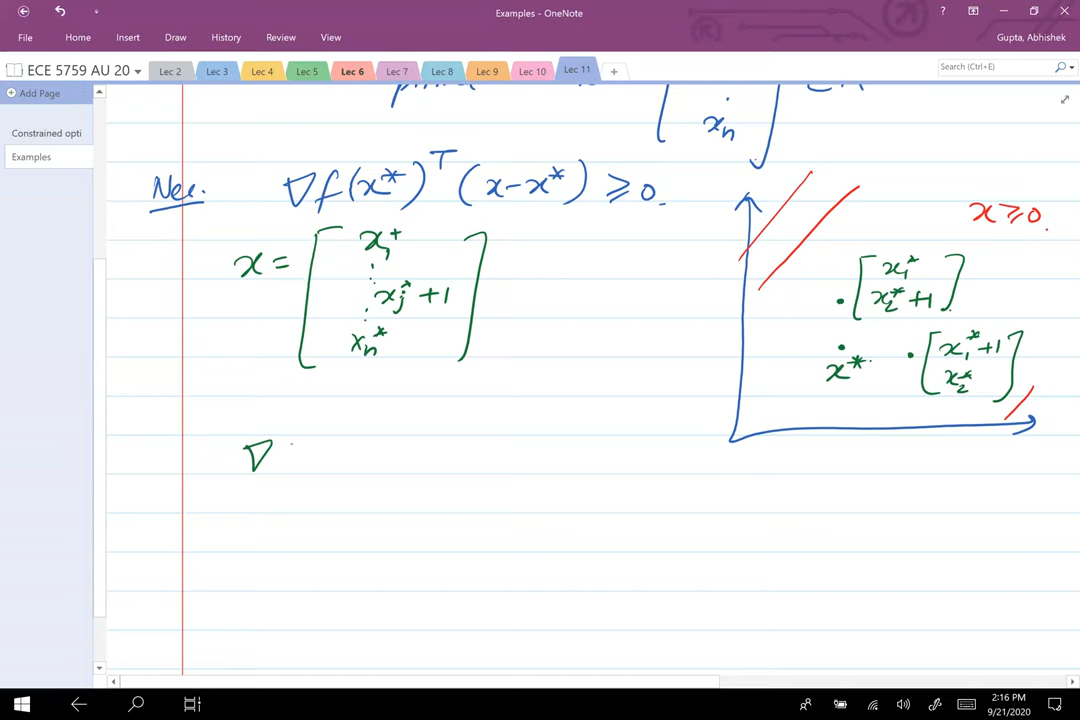 Examples - OneNote
Gupta, Abhishek
File Home Insert Draw History Review View
ECE 5759 AU 20
Lec 2 Lec 3 Lec 4 Lec 5 Lec 6 Lec 7 Lec 8 Lec 9 Lec 10 Lec 11 +
Search (Ctrl+E)
Add Page
Constrained opti
Examples
xₙ
Nec. ∇f(x*)ᵀ (x-x*) ≥ 0.
x ≥ 0.
x = [ x₁*
⋮
xⱼ* + 1
⋮
xₙ* ]
[ x₁*
x₂* + 1 ]
x*
[ x₁* + 1
x₂* ]
∇
2:16 PM
9/21/2020